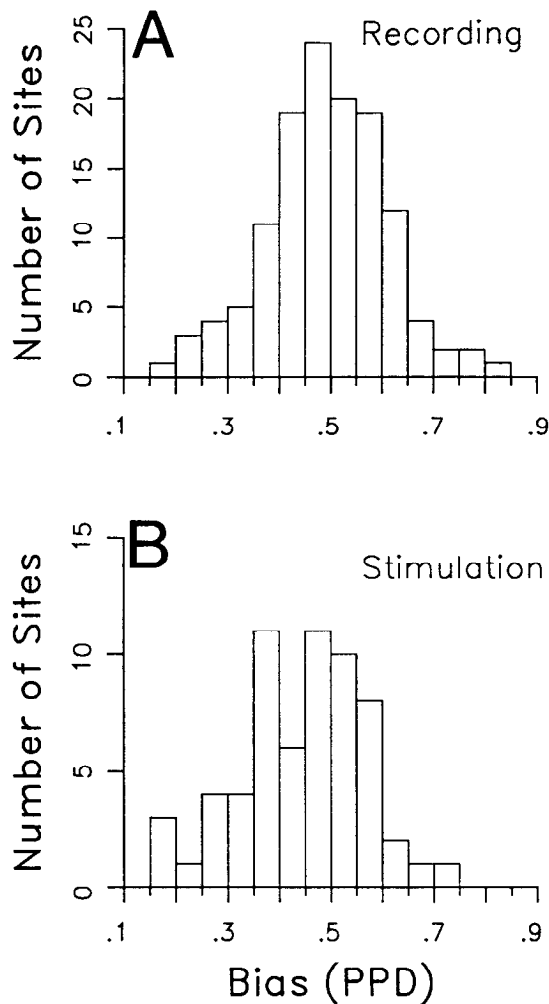 A
Recording
Number of Sites
25
20
15
10
5
0
.1 .3 .5 .7 .9
B
Stimulation
Number of Sites
15
10
5
0
.1 .3 .5 .7 .9
Bias (PPD)